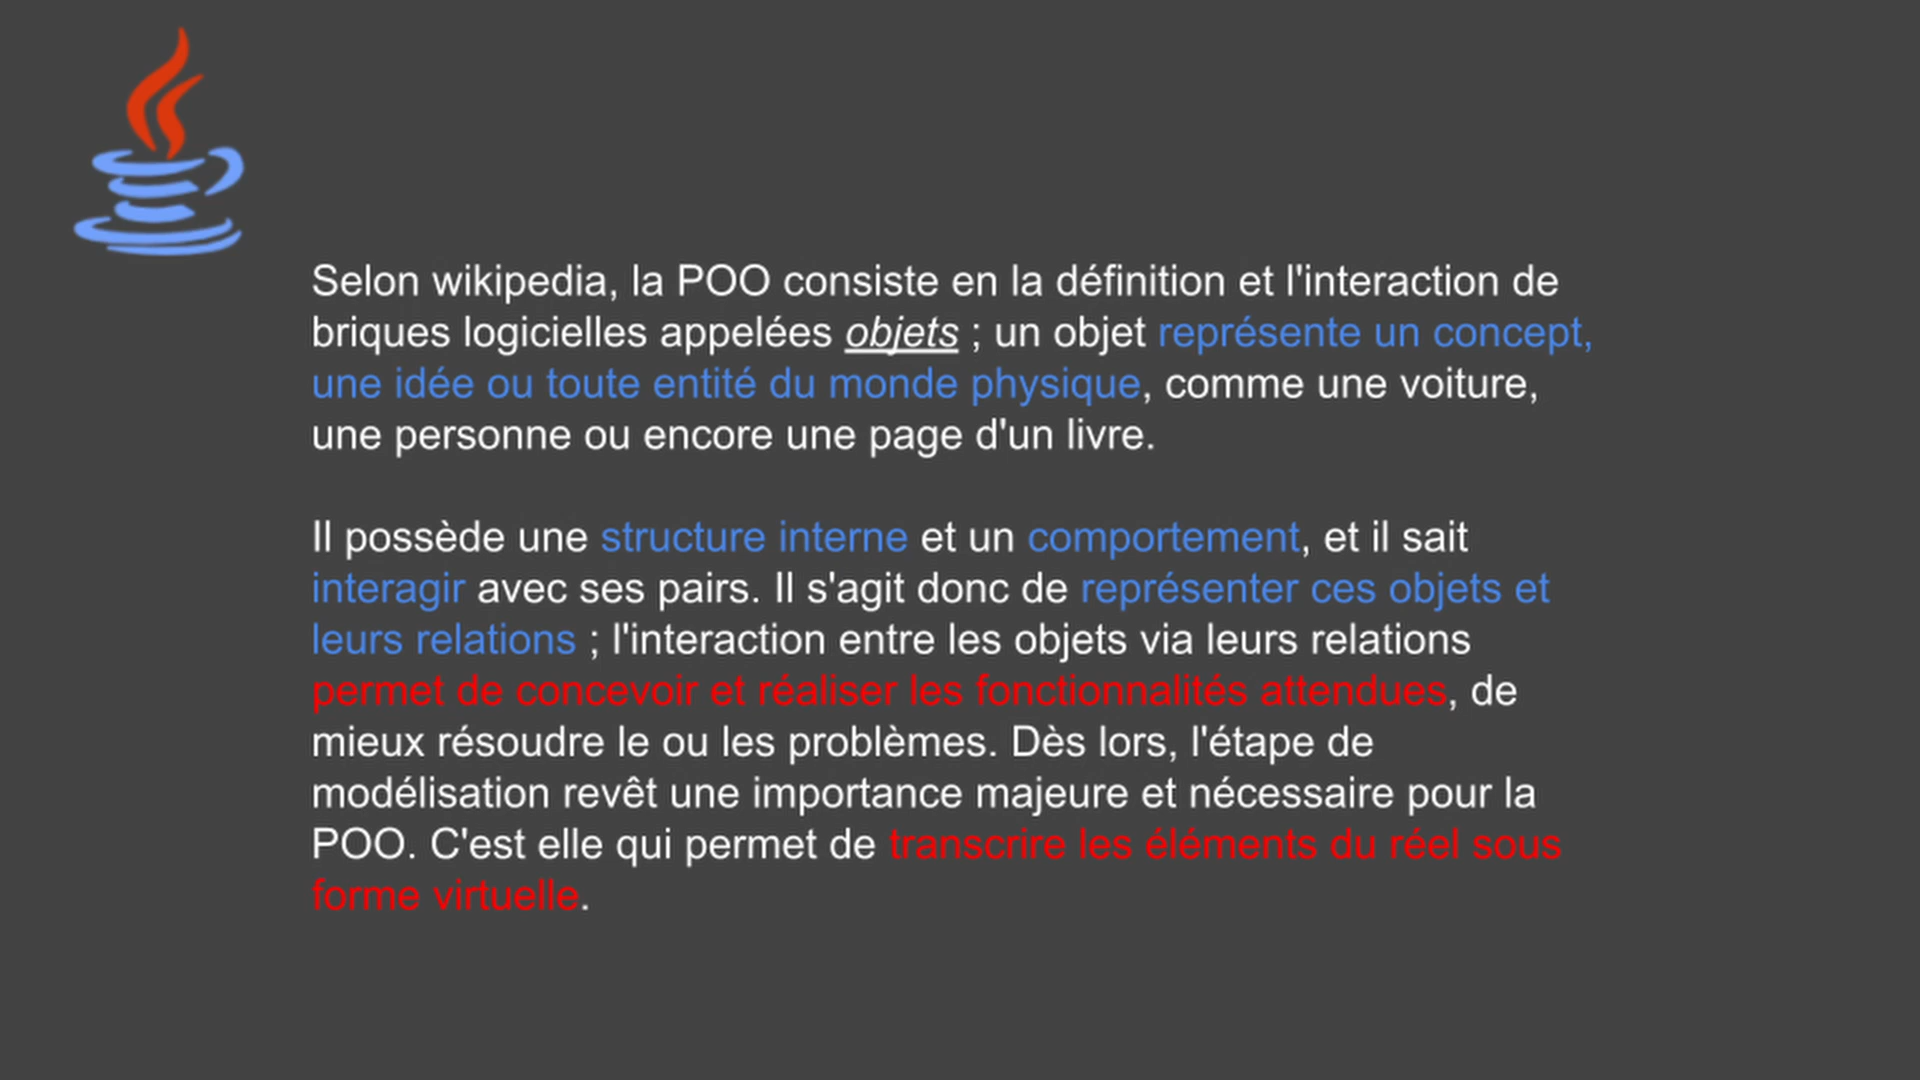 Selon wikipedia, la POO consiste en la définition et l'interaction de
briques logicielles appelées objets ; un objet représente un concept,
une idée ou toute entité du monde physique, comme une voiture,
une personne ou encore une page d'un livre.
Il possède une structure interne et un comportement, et il sait
interagir avec ses pairs. Il s'agit donc de représenter ces objets et
leurs relations ; l'interaction entre les objets via leurs relations
permet de concevoir et réaliser les fonctionnalités attendues, de
mieux résoudre le ou les problèmes. Dès lors, l'étape de
modélisation revêt une importance majeure et nécessaire pour la
POO. C'est elle qui permet de transcrire les éléments du réel sous
forme virtuelle.